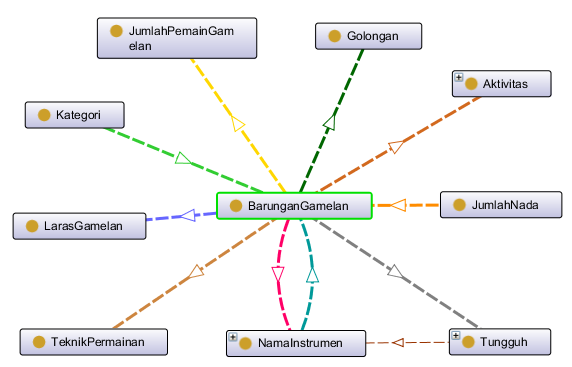 JumlahPemainGam
elan
Golongan
Aktivitas
Kategori
BarunganGamelan
JumlahNada
LarasGamelan
TeknikPermainan
NamaInstrumen
Tungguh